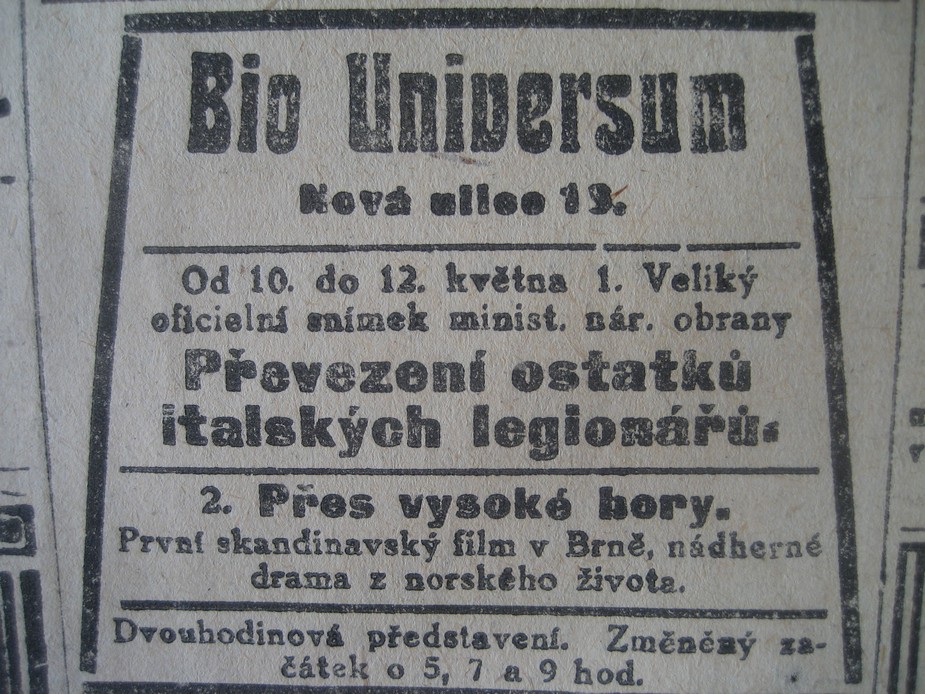 Bio Universum
Nová ulice 13.
Od 10. do 12. května 1. Veliký
oficielní snímek minist. nár. obrany
Převezení ostatků
italských legionářů.
2. Přes vysoké hory.
První skandinavský film v Brně, nádherné
drama z norského života.
Dvouhodinová představení. Změněný za-
čátek o 5, 7 a 9 hod.